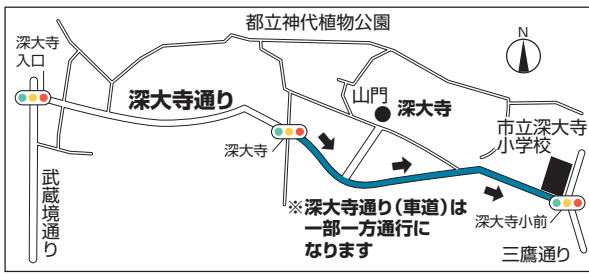 都立神代植物公園
深大寺
入口
N
深大寺通り
山門
深大寺
市立深大寺
小学校
深大寺
武蔵境通り
※深大寺通り(車道)は
一部一方通行に
なります
深大寺小前
三鷹通り